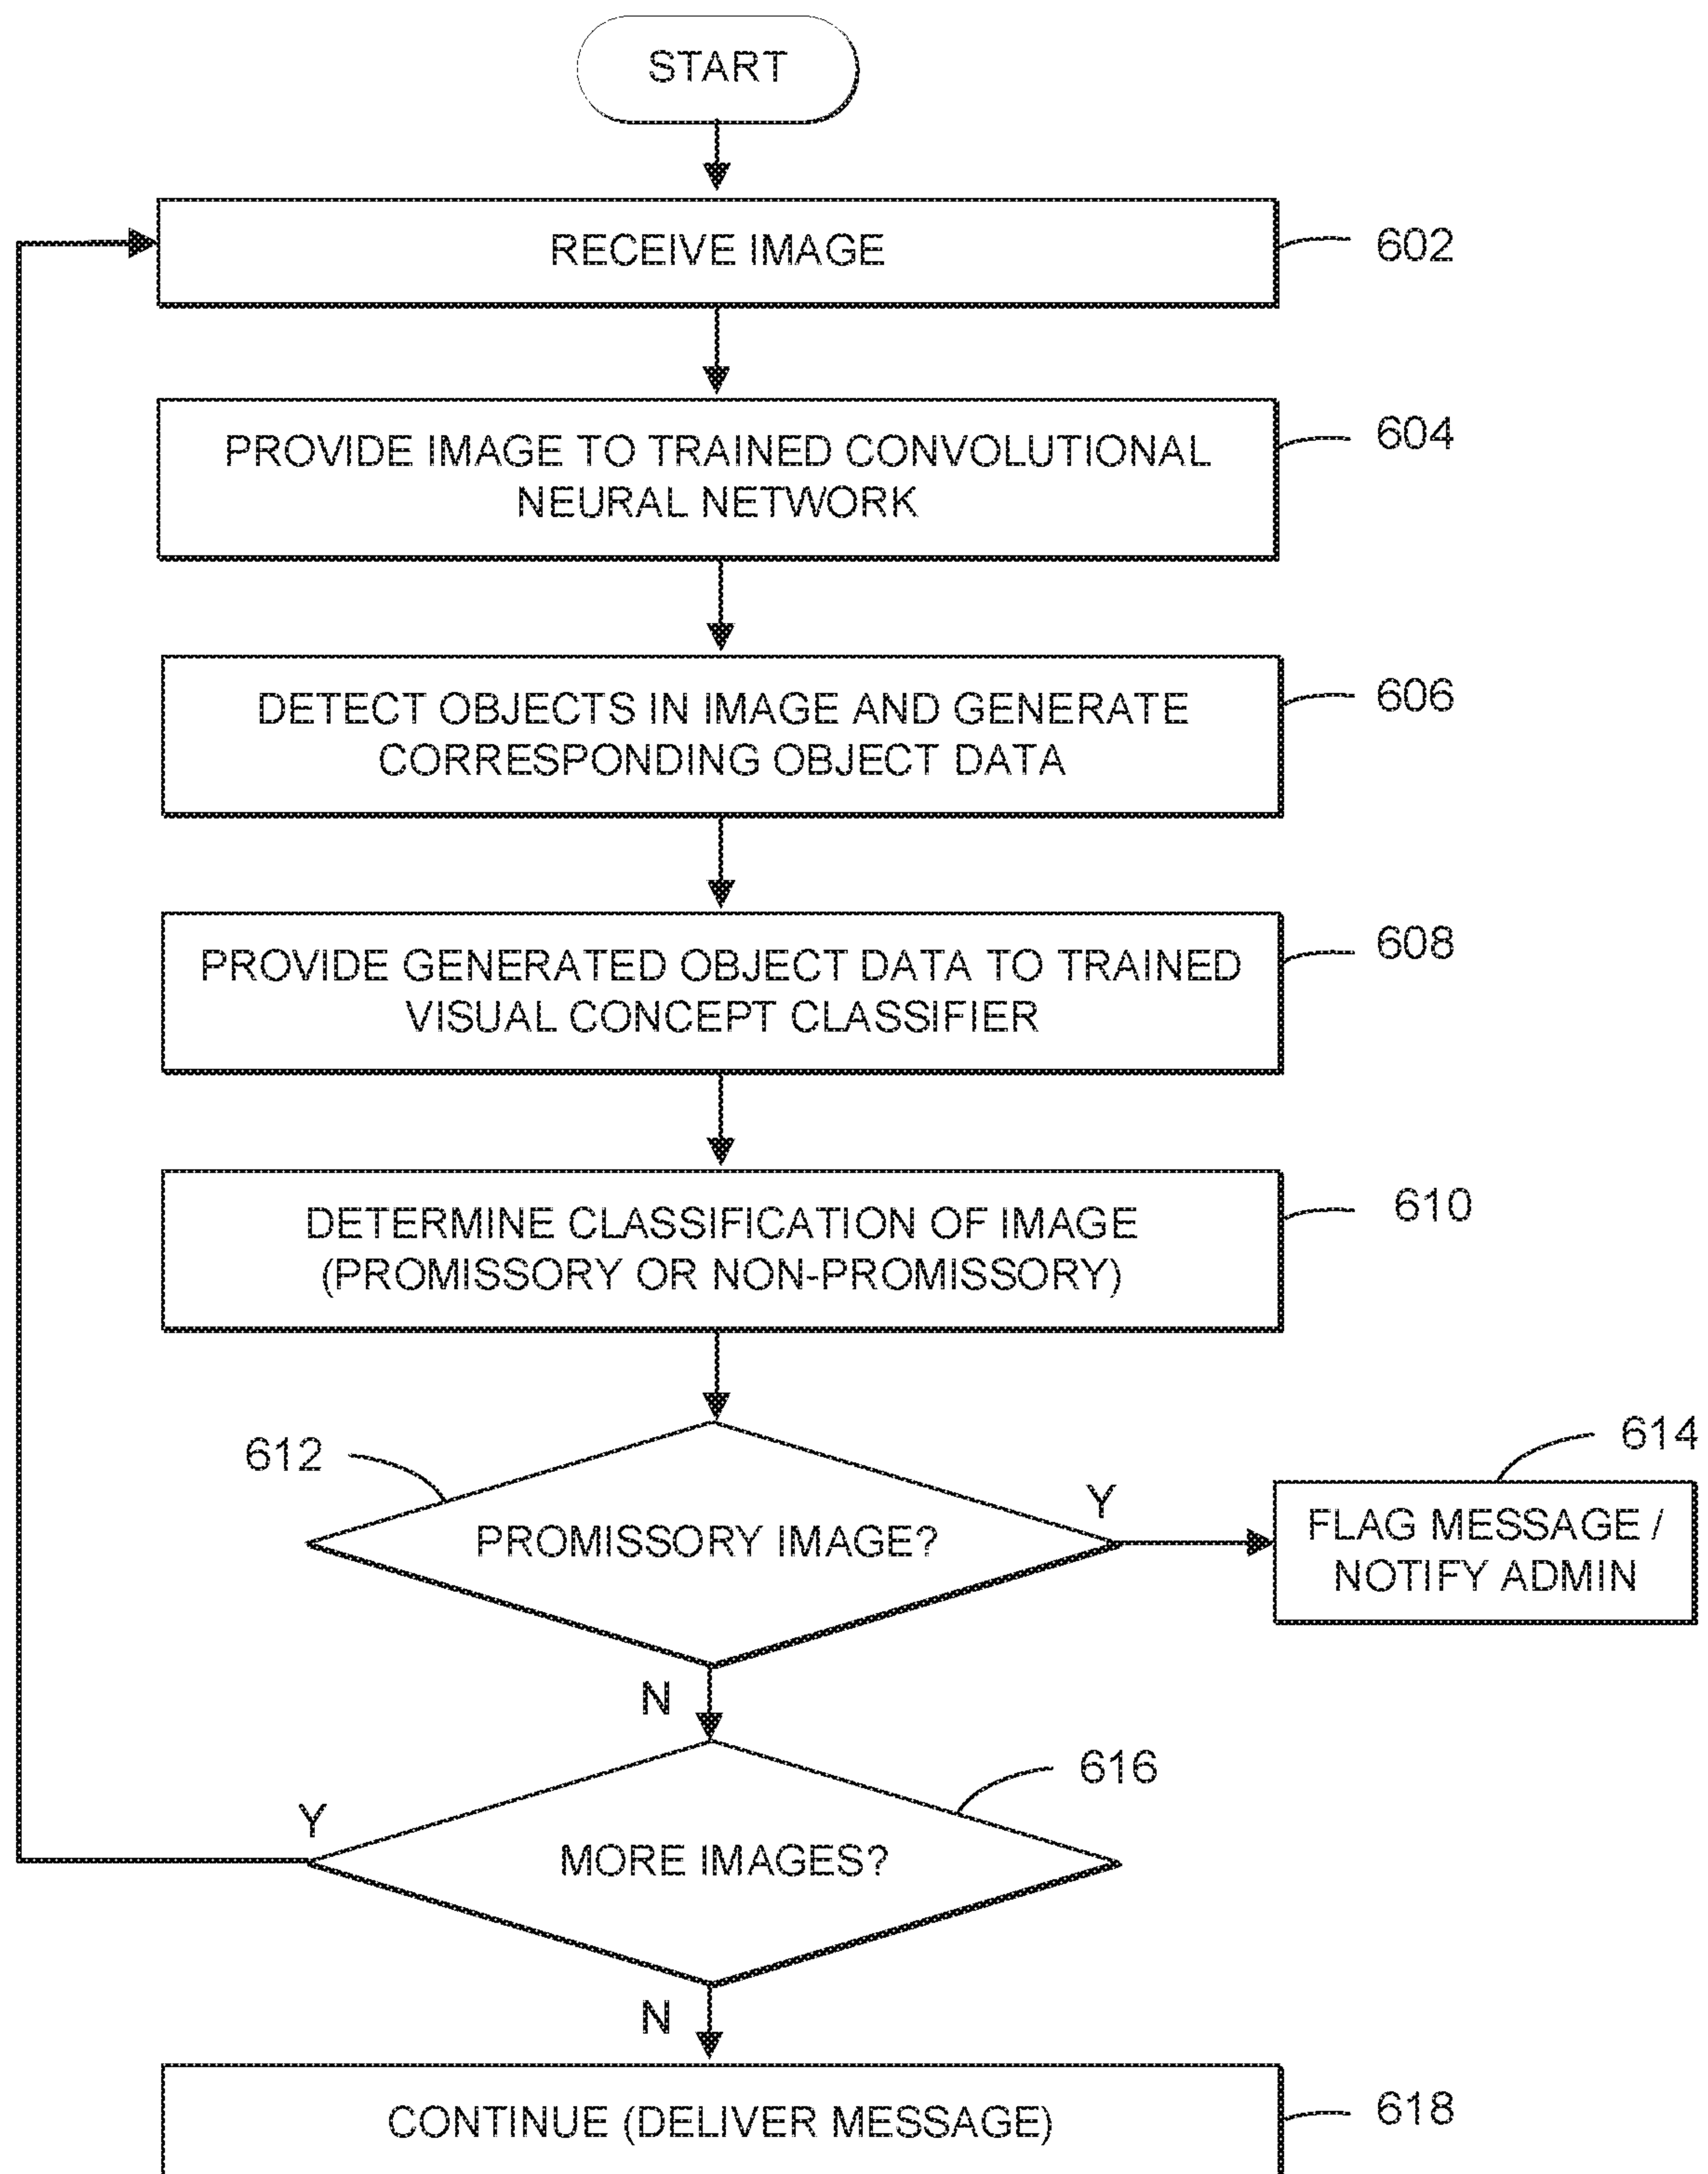 START
RECEIVE IMAGE
602
PROVIDE IMAGE TO TRAINED CONVOLUTIONAL
NEURAL NETWORK
604
DETECT OBJECTS IN IMAGE AND GENERATE
CORRESPONDING OBJECT DATA
606
PROVIDE GENERATED OBJECT DATA TO TRAINED
VISUAL CONCEPT CLASSIFIER
608
DETERMINE CLASSIFICATION OF IMAGE
(PROMISSORY OR NON-PROMISSORY)
610
612
PROMISSORY IMAGE?
Y
614
FLAG MESSAGE /
NOTIFY ADMIN
N
616
Y
MORE IMAGES?
N
CONTINUE (DELIVER MESSAGE)
618